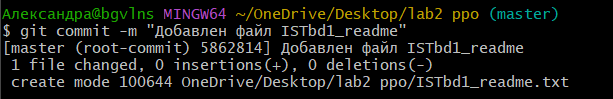 Александра@bgvlns MINGW64 ~/OneDrive/Desktop/lab2 ppo (master)
$ git commit -m "Добавлен файл ISTbd1_readme"
[master (root-commit) 5862814] Добавлен файл ISTbd1_readme
 1 file changed, 0 insertions(+), 0 deletions(-)
 create mode 100644 OneDrive/Desktop/lab2 ppo/ISTbd1_readme.txt